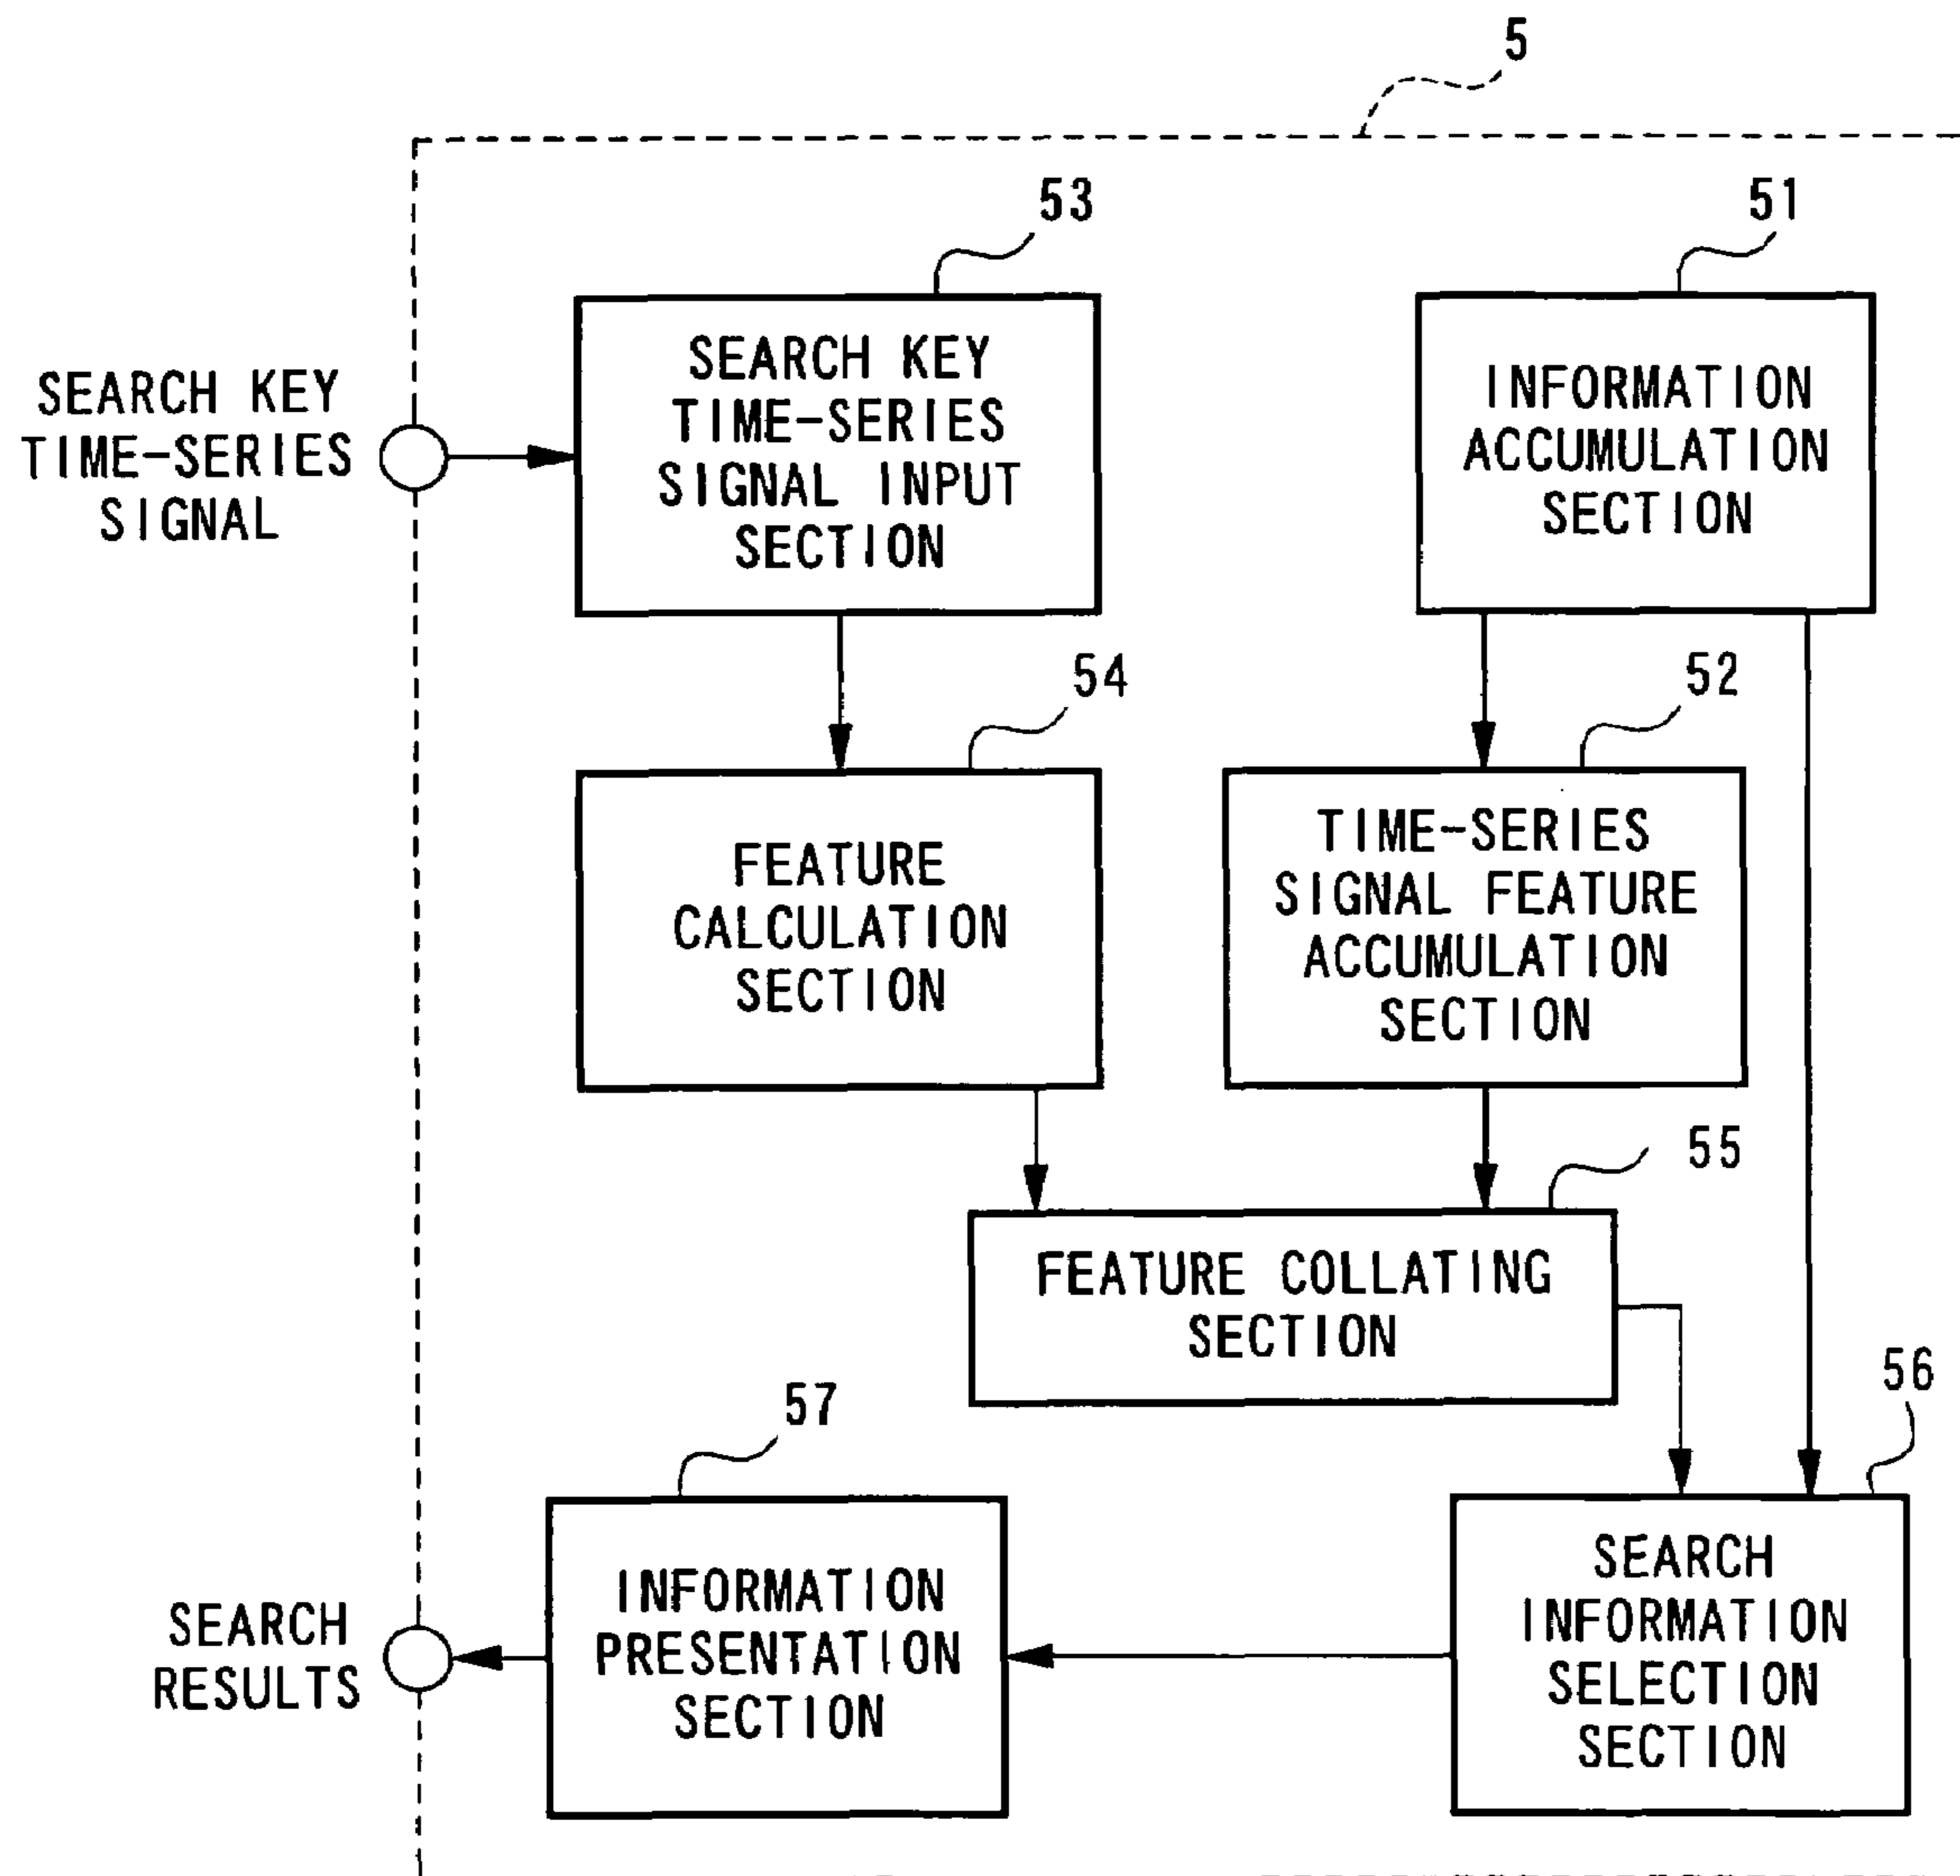 5
53
51
SEARCH KEY
TIME-SERIES
SIGNAL
SEARCH KEY
TIME-SERIES
SIGNAL INPUT
SECTION
INFORMATION
ACCUMULATION
SECTION
54
52
FEATURE
CALCULATION
SECTION
TIME-SERIES
SIGNAL FEATURE
ACCUMULATION
SECTION
55
FEATURE COLLATING
SECTION
57
56
SEARCH
RESULTS
INFORMATION
PRESENTATION
SECTION
SEARCH
INFORMATION
SELECTION
SECTION